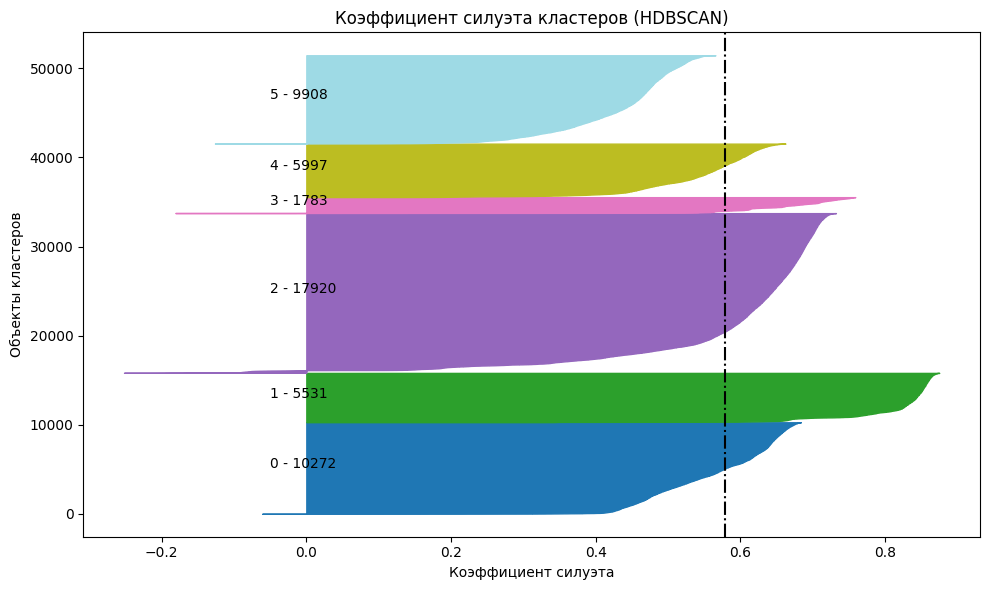 Коэффициент силуэта кластеров (HDBSCAN)
Объекты кластеров
50000
40000
30000
20000
10000
0
5 - 9908
4 - 5997
3 - 1783
2 - 17920
1 - 5531
0 - 10272
−0.2 0.0 0.2 0.4 0.6 0.8
Коэффициент силуэта